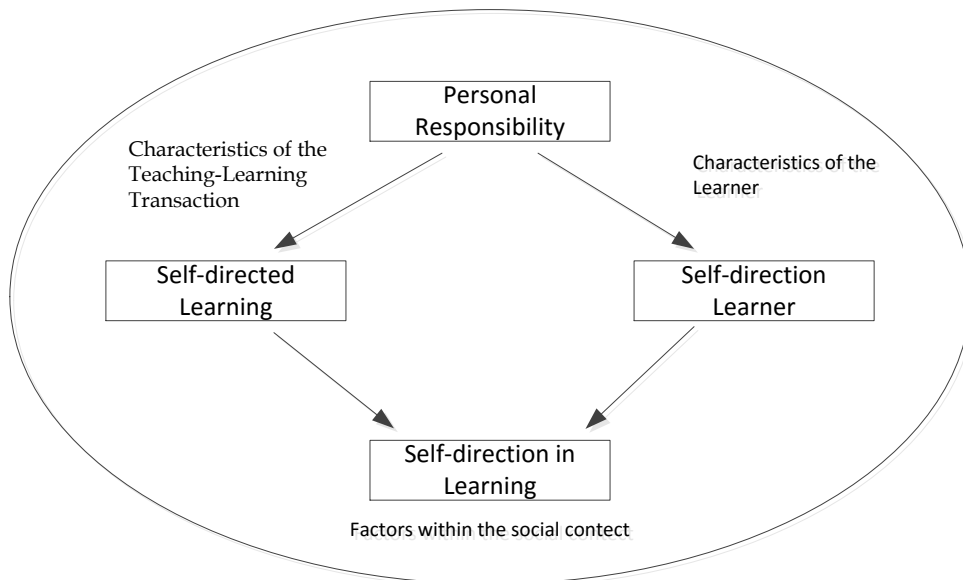 Personal
Responsibility
Characteristics of the
Teaching-Learning
Transaction
Characteristics of the
Learner
Self-directed
Learning
Self-direction
Learner
Self-direction in
Learning
Factors within the social contect